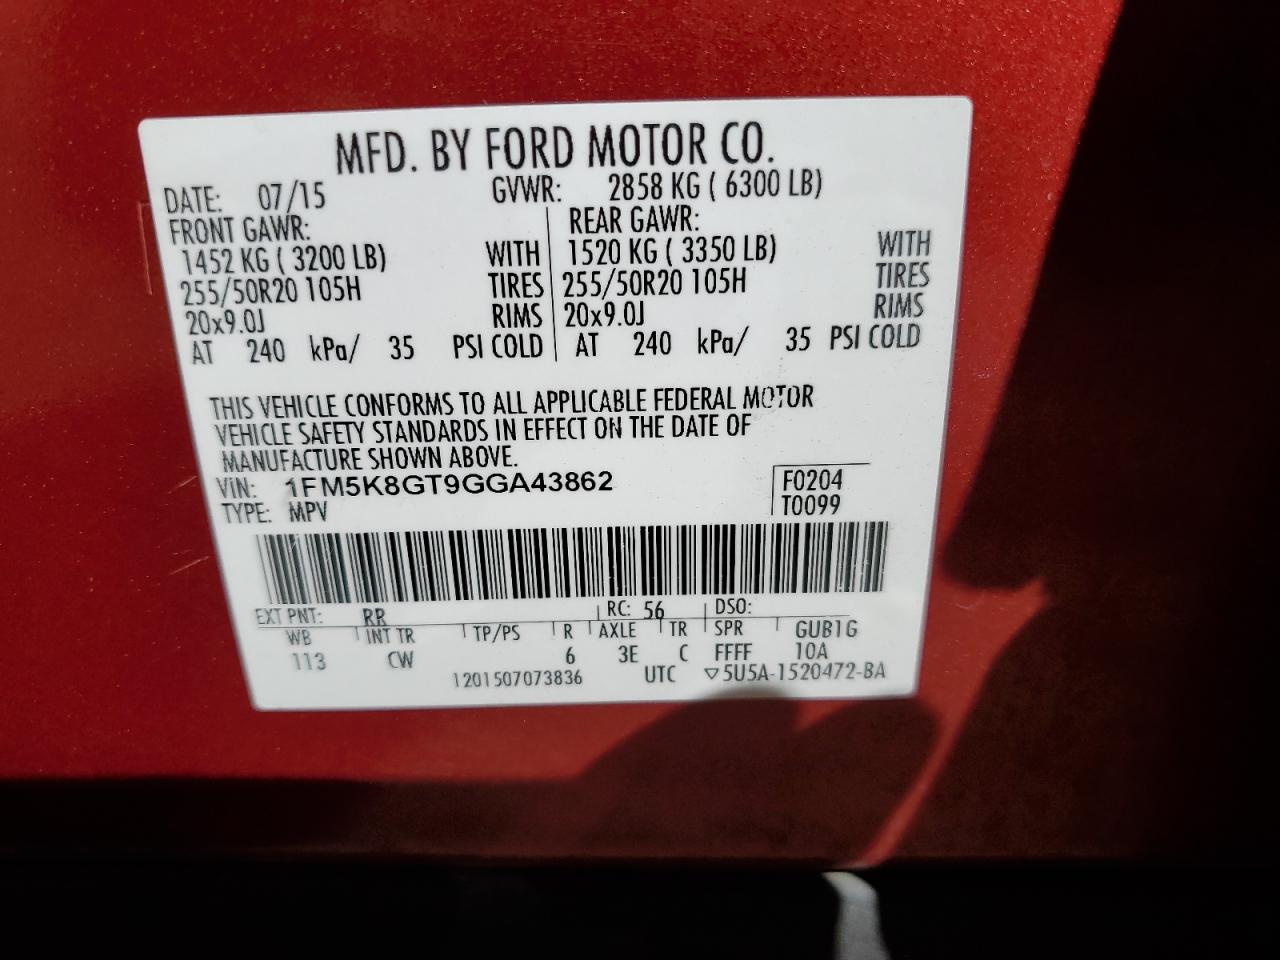 MFD. BY FORD MOTOR CO.
DATE: 07/15 GVWR: 2858 KG ( 6300 LB)
FRONT GAWR: REAR GAWR:
1452 KG ( 3200 LB) WITH 1520 KG ( 3350 LB) WITH
255/50R20 105H TIRES 255/50R20 105H TIRES
20x9.0J RIMS 20x9.0J RIMS
AT 240 kPa/ 35 PSI COLD AT 240 kPa/ 35 PSI COLD
THIS VEHICLE CONFORMS TO ALL APPLICABLE FEDERAL MOTOR
VEHICLE SAFETY STANDARDS IN EFFECT ON THE DATE OF
MANUFACTURE SHOWN ABOVE.
VIN: 1FM5K8GT9GGA43862 F0204
TYPE: MPV T0099
EXT PNT: RR RC: 56 DSO:
WB INT TR TP/PS R AXLE TR SPR GUB1G
113 CW 6 3E C FFFF 10A
1201507073836 UTC ▽5U5A-1520472-BA